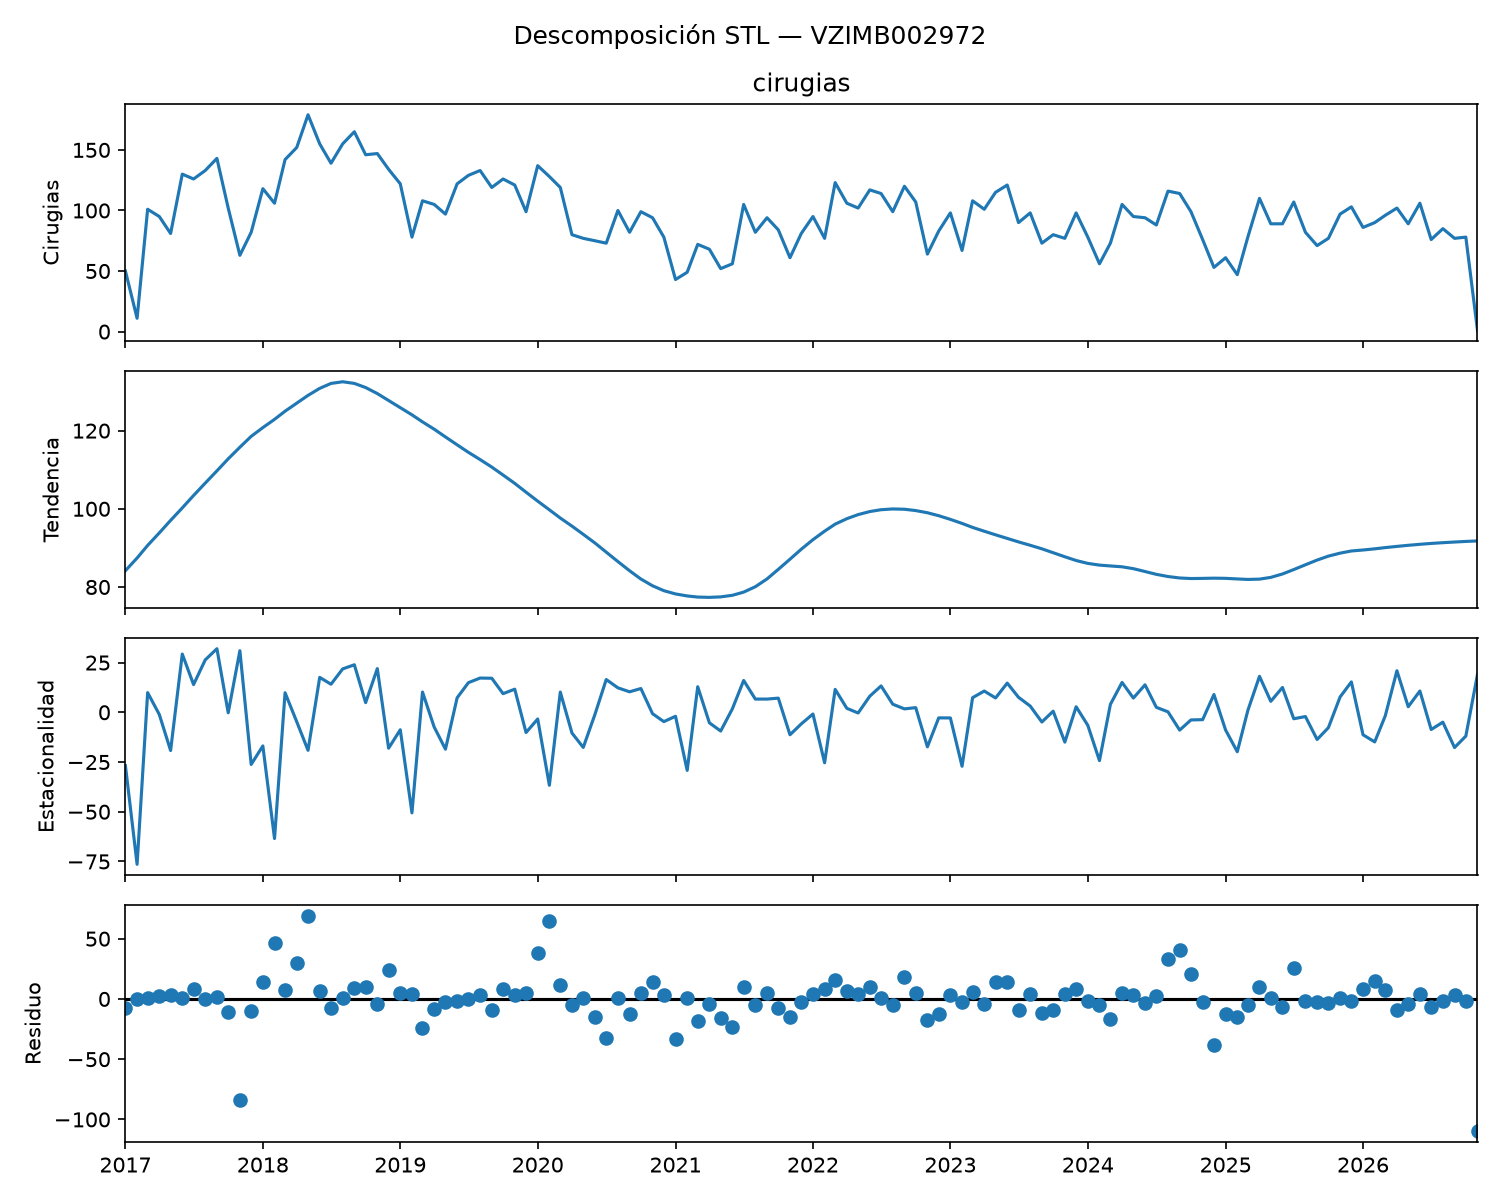 Descomposición STL — VZIMB002972
cirugias
Cirugias
150
100
50
0
Tendencia
120
100
80
Estacionalidad
25
0
−25
−50
−75
Residuo
50
0
−50
−100
2017 2018 2019 2020 2021 2022 2023 2024 2025 2026